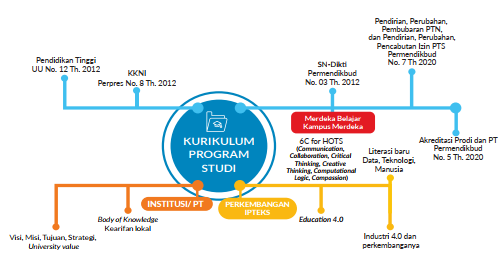 Pendirian, Perubahan,
Pembubaran PTN,
dan Pendirian, Perubahan,
Pencabutan Izin PTS
Permendikbud
No. 7 Th 2020
Pendidikan Tinggi
UU No. 12 Th. 2012
KKNI
Perpres No. 8 Th. 2012
SN-Dikti
Permendikbud
No. 03 Th. 2012
Merdeka Belajar
Kampus Merdeka
Akreditasi Prodi dan PT
Permendikbud
No. 5 Th. 2020
KURIKULUM
PROGRAM
STUDI
6C for HOTS
(Communication,
Collaboration, Critical
Thinking, Creative
Thinking, Computational
Logic, Compassion)
Literasi baru
Data, Teknologi,
Manusia
INSTITUSI/ PT
PERKEMBANGAN
IPTEKS
Body of Knowledge
Kearifan lokal
Education 4.0
Visi, Misi, Tujuan, Strategi,
University value
Industri 4.0 dan
perkembanganya